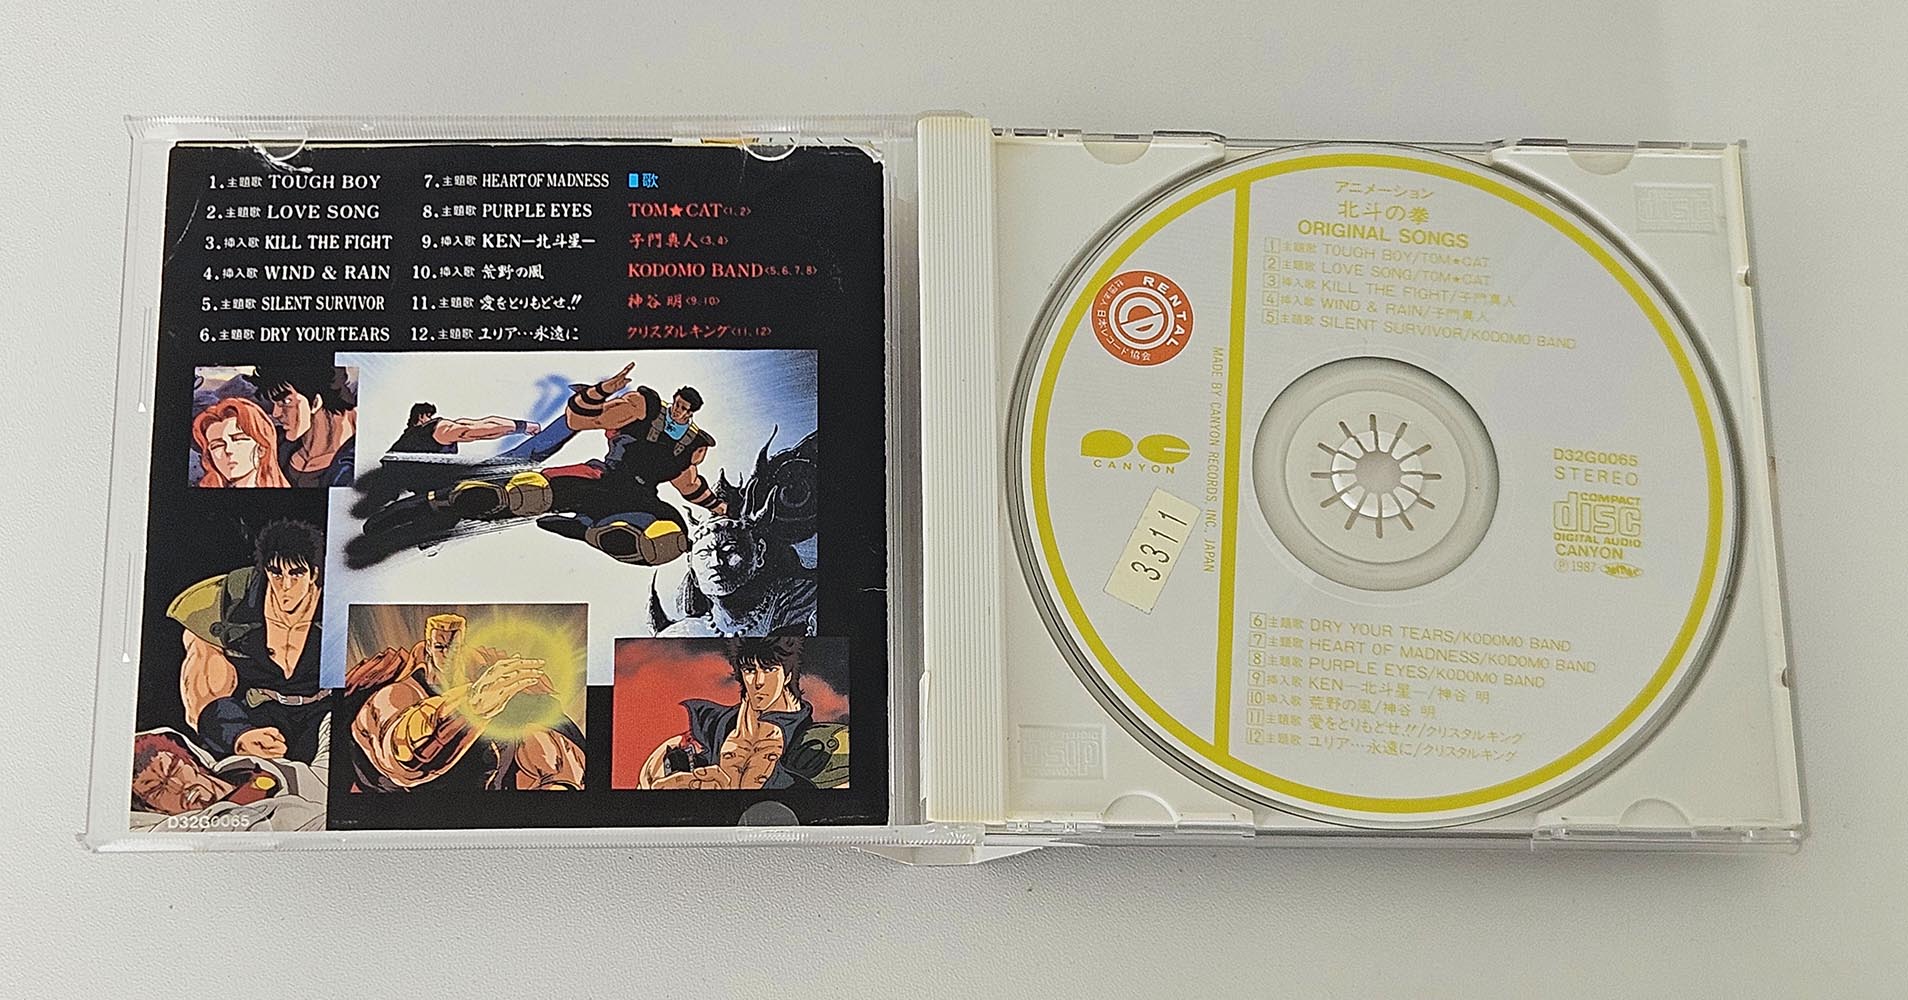 1.主題歌 TOUGH BOY
2.主題歌 LOVE SONG
3.挿入歌 KILL THE FIGHT
4.挿入歌 WIND & RAIN
5.主題歌 SILENT SURVIVOR
6.主題歌 DRY YOUR TEARS
7.主題歌 HEART OF MADNESS
8.主題歌 PURPLE EYES
9.挿入歌 KEN―北斗星―
10.挿入歌 荒野の風
11.主題歌 愛をとりもどせ!!
12.主題歌 ユリア…永遠に
歌
TOM★CAT<1, 2>
子門真人<3, 4>
KODOMO BAND<5, 6, 7, 8>
神谷 明<9, 10>
クリスタルキング<11, 12>
D32G0065
アニメーション
北斗の拳
ORIGINAL SONGS
1 主題歌 TOUGH BOY/TOM★CAT
2 主題歌 LOVE SONG/TOM★CAT
3 挿入歌 KILL THE FIGHT/子門真人
4 挿入歌 WIND & RAIN/子門真人
5 主題歌 SILENT SURVIVOR/KODOMO BAND
RENTAL
社団法人日本レコード協会
CANYON
MADE BY CANYON RECORDS, INC., JAPAN
3311
D32G0065
STEREO
COMPACT
disc
DIGITAL AUDIO
CANYON
Ⓟ 1987
6 主題歌 DRY YOUR TEARS/KODOMO BAND
7 主題歌 HEART OF MADNESS/KODOMO BAND
8 主題歌 PURPLE EYES/KODOMO BAND
9 挿入歌 KEN―北斗星―/神谷 明
10 挿入歌 荒野の風/神谷 明
11 主題歌 愛をとりもどせ!!/クリスタルキング
12 主題歌 ユリア…永遠に/クリスタルキング